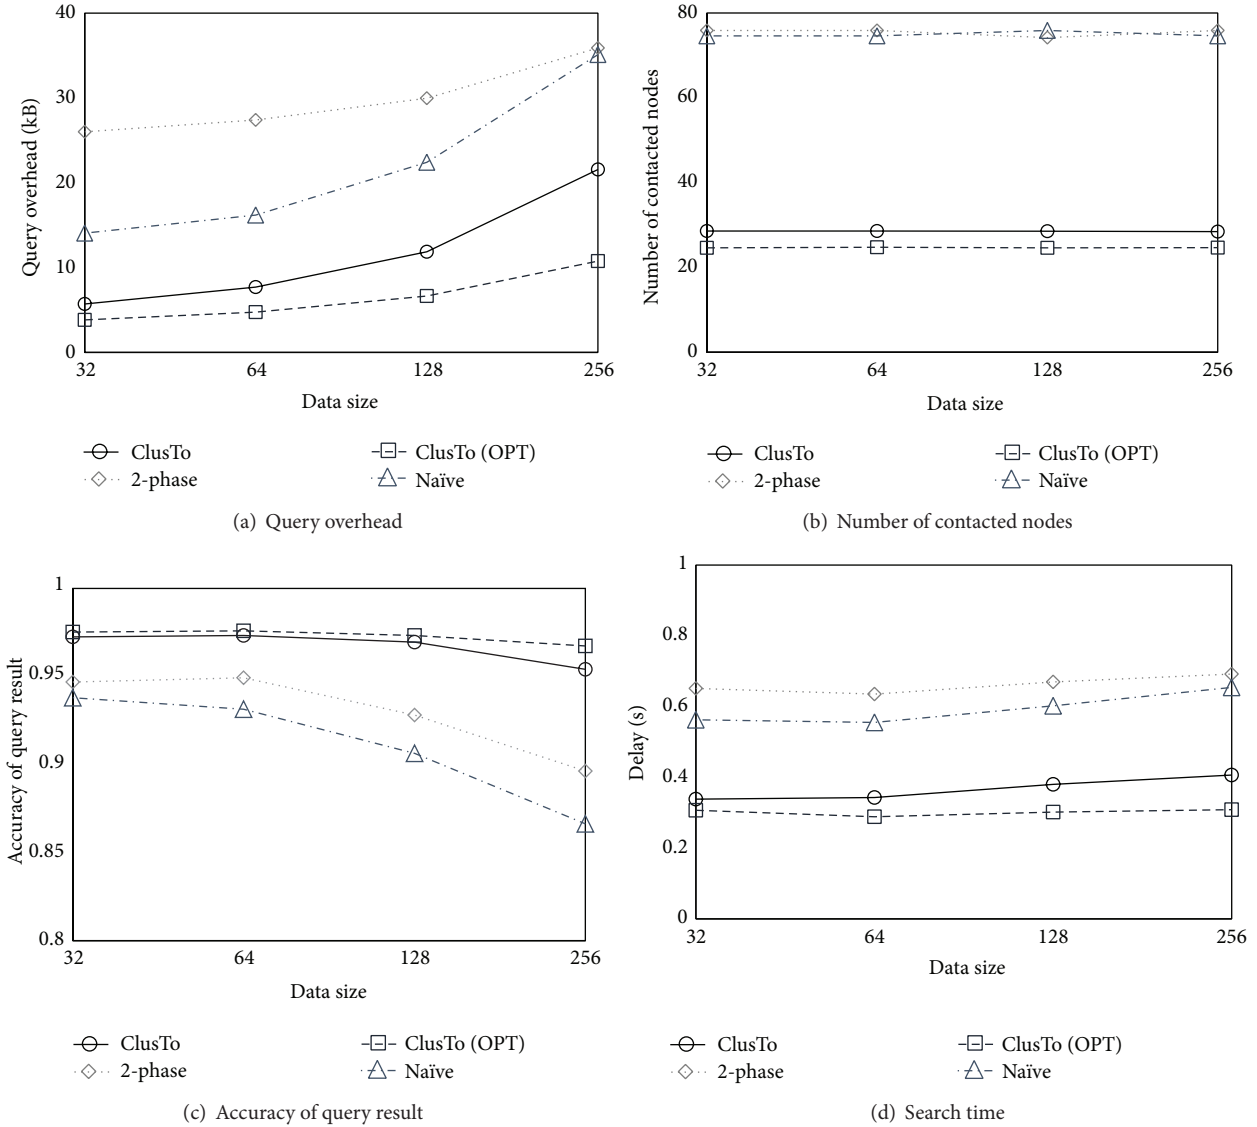 40
30
20
10
0
Query overhead (kB)
32 64 128 256
Data size
ClusTo ClusTo (OPT)
2-phase Naïve
(a) Query overhead
80
60
40
20
0
Number of contacted nodes
32 64 128 256
Data size
ClusTo ClusTo (OPT)
2-phase Naïve
(b) Number of contacted nodes
1
0.95
0.9
0.85
0.8
Accuracy of query result
32 64 128 256
Data size
ClusTo ClusTo (OPT)
2-phase Naïve
(c) Accuracy of query result
1
0.8
0.6
0.4
0.2
0
Delay (s)
32 64 128 256
Data size
ClusTo ClusTo (OPT)
2-phase Naïve
(d) Search time